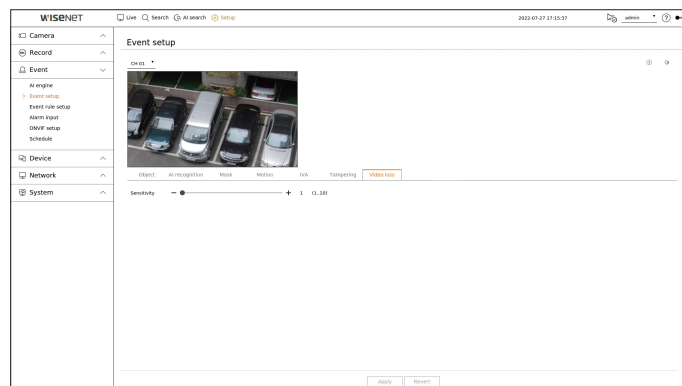 WISENET
Live Search AI search Setup 2022-07-27 17:15:37 admin
Camera
Record
Event
AI engine
Event setup
Event rule setup
Alarm input
ONVIF setup
Schedule
Device
Network
System
Event setup
CH 01
Object AI recognition Mask Motion IVA Tampering Video loss
Sensitivity 1 (1..10)
Apply Revert